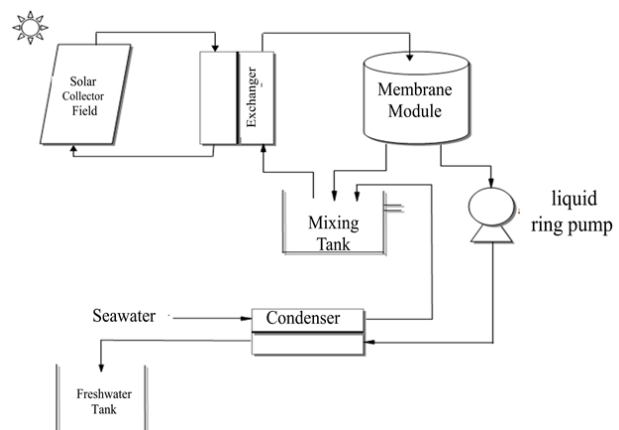 Solar
Collector
Field
Exchanger
Membrane
Module
liquid
ring pump
Mixing
Tank
Seawater
Condenser
Freshwater
Tank